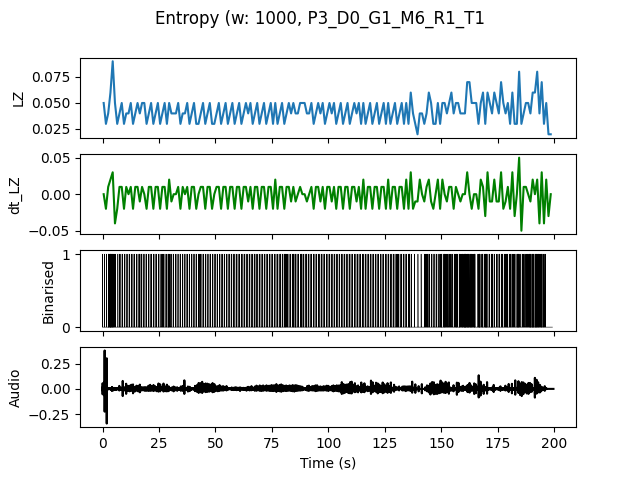 Entropy (w: 1000, P3_D0_G1_M6_R1_T1
LZ
0.075
0.050
0.025
dt_LZ
0.05
0.00
−0.05
Binarised
1
0
Audio
0.25
0.00
−0.25
0 25 50 75 100 125 150 175 200
Time (s)